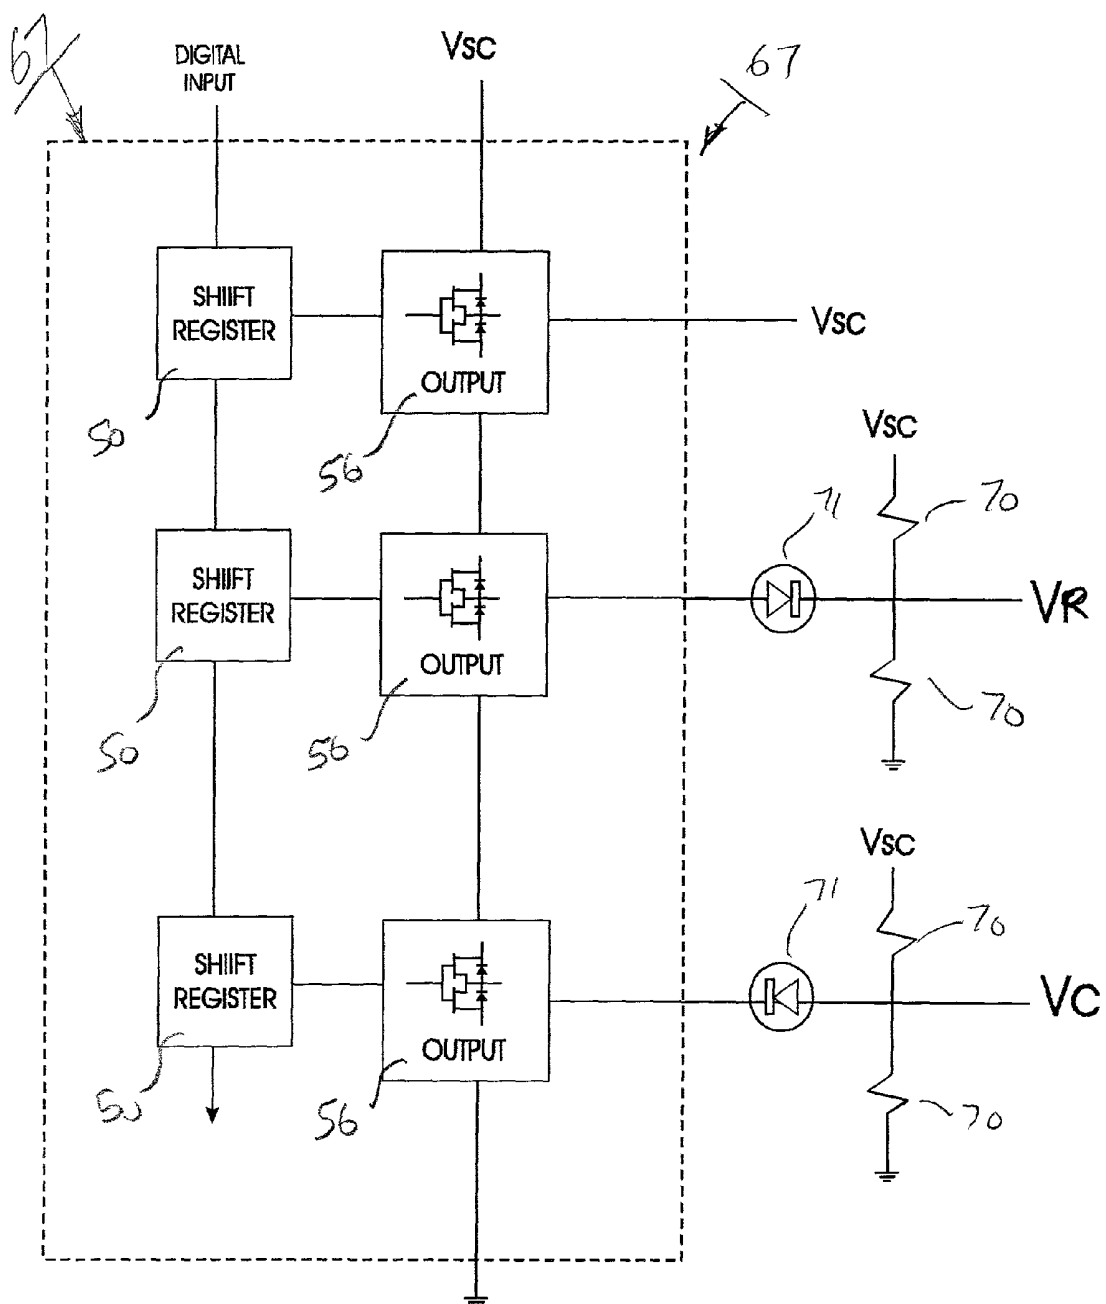 67
DIGITAL
INPUT
VSC
67
SHIIFT
REGISTER
50
OUTPUT
56
VSC
SHIIFT
REGISTER
50
OUTPUT
56
71
VSC
70
VR
70
SHIIFT
REGISTER
50
OUTPUT
56
71
VSC
70
VC
70